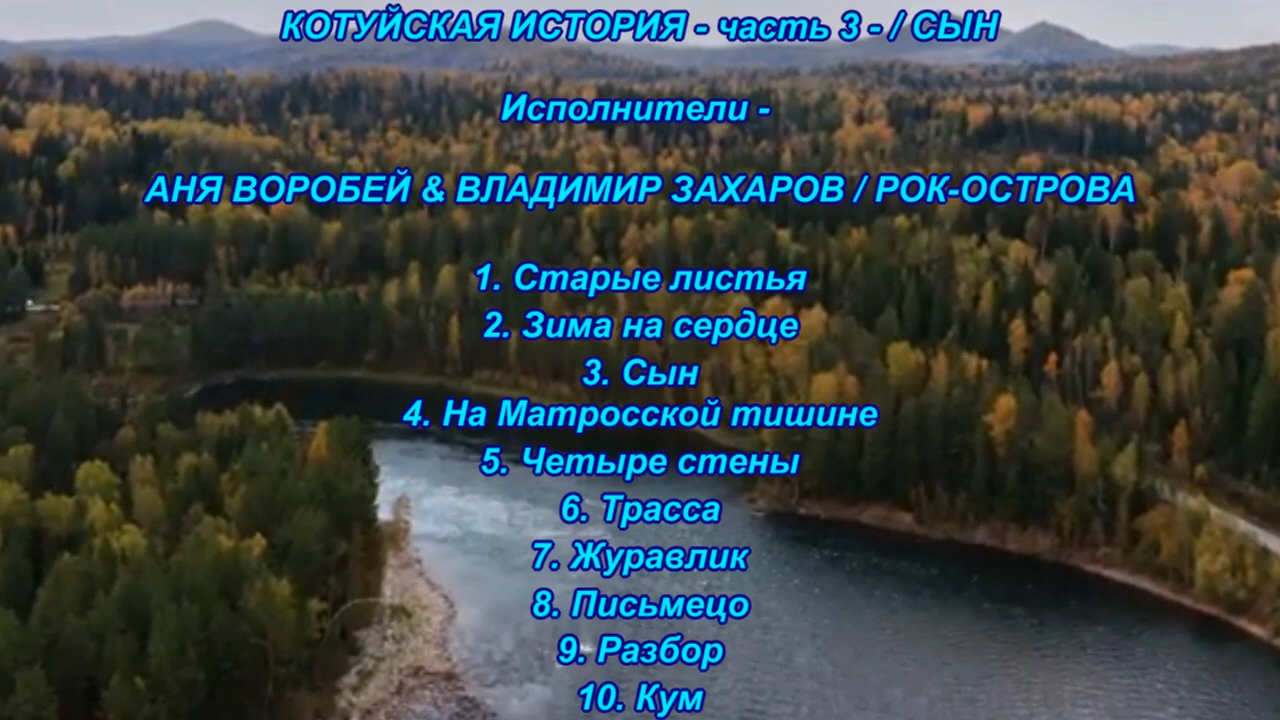 КОТУЙСКАЯ ИСТОРИЯ - часть 3 - / СЫН
Исполнители -
АНЯ ВОРОБЕЙ & ВЛАДИМИР ЗАХАРОВ / РОК-ОСТРОВА
1. Старые листья
2. Зима на сердце
3. Сын
4. На Матросской тишине
5. Четыре стены
6. Трасса
7. Журавлик
8. Письмецо
9. Разбор
10. Кум